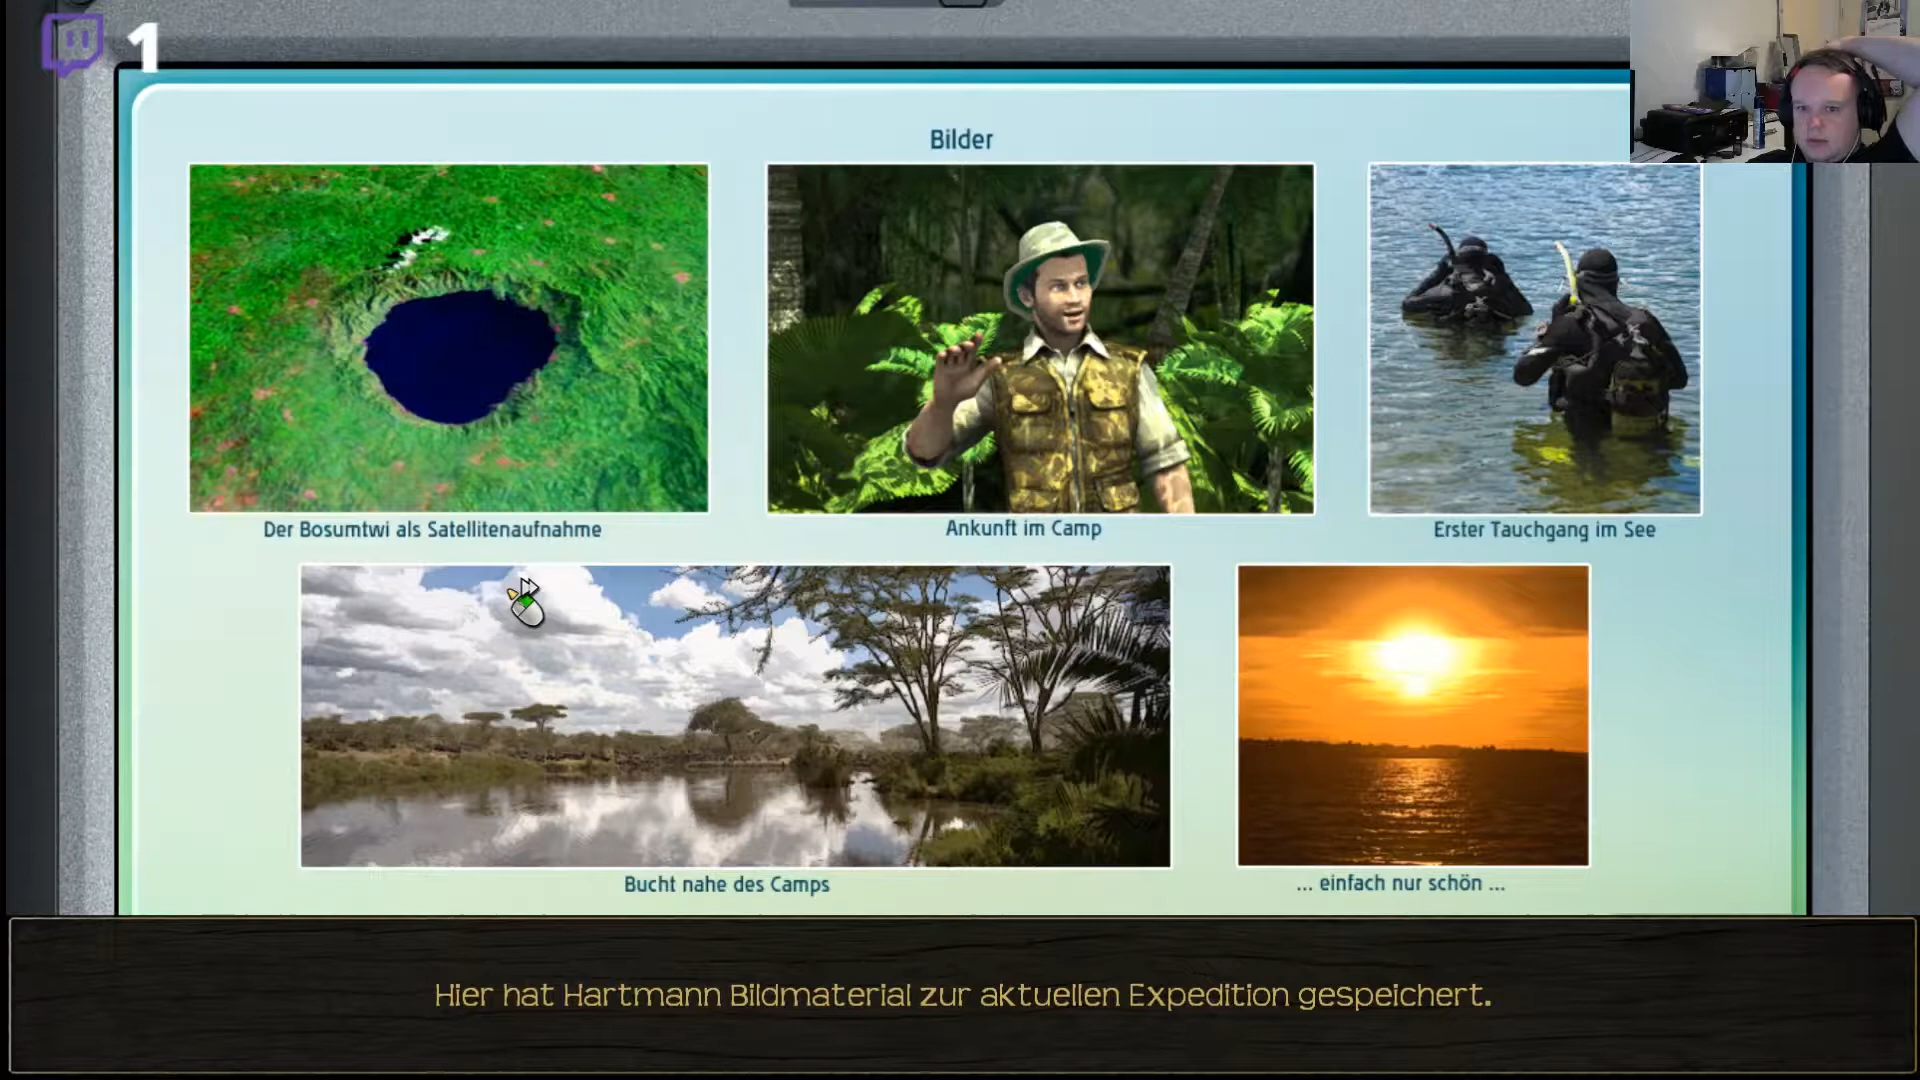 1
Bilder
Der Bosumtwi als Satellitenaufnahme
Ankunft im Camp
Erster Tauchgang im See
Bucht nahe des Camps
... einfach nur schön ...
Hier hat Hartmann Bildmaterial zur aktuellen Expedition gespeichert.